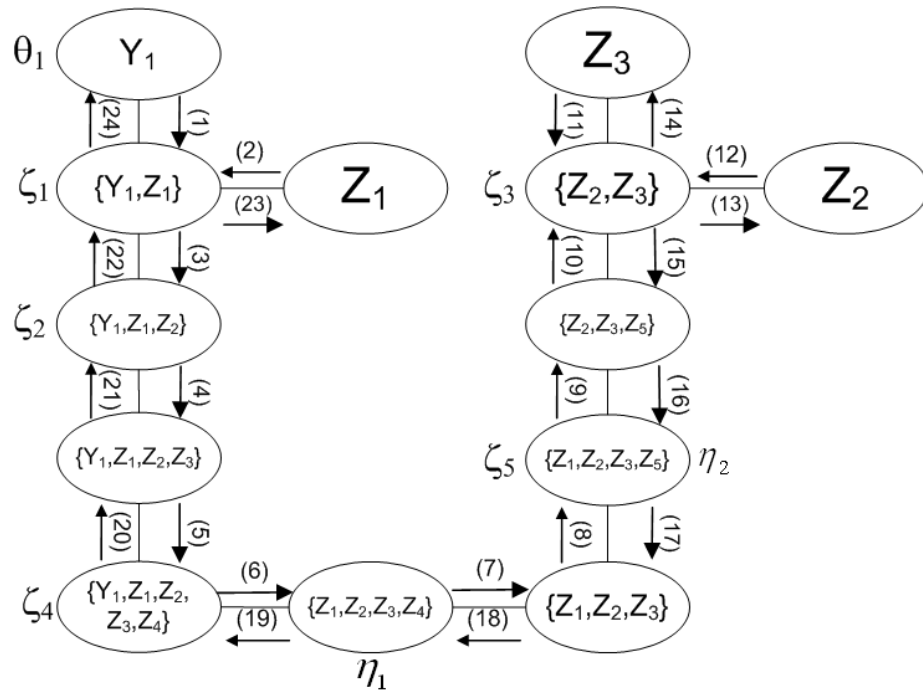 θ₁ Y₁ Z₃
(24) (1) (11) (14)
(2) (12)
ζ₁ {Y₁,Z₁} Z₁ ζ₃ {Z₂,Z₃} Z₂
(23) (13)
(22) (3) (10) (15)
ζ₂ {Y₁,Z₁,Z₂} {Z₂,Z₃,Z₅}
(21) (4) (9) (16)
{Y₁,Z₁,Z₂,Z₃} ζ₅ {Z₁,Z₂,Z₃,Z₅} η₂
(20) (5) (8) (17)
(6) (7)
ζ₄ {Y₁,Z₁,Z₂,
Z₃,Z₄} {Z₁,Z₂,Z₃,Z₄} {Z₁,Z₂,Z₃}
(19) (18)
η₁